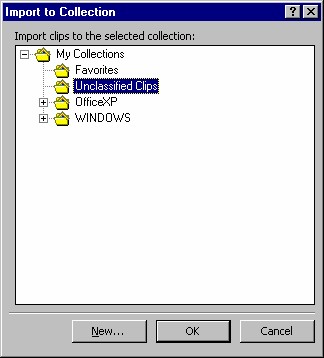 Import to Collection
Import clips to the selected collection:
My Collections
Favorites
Unclassified Clips
OfficeXP
WINDOWS
New... OK Cancel